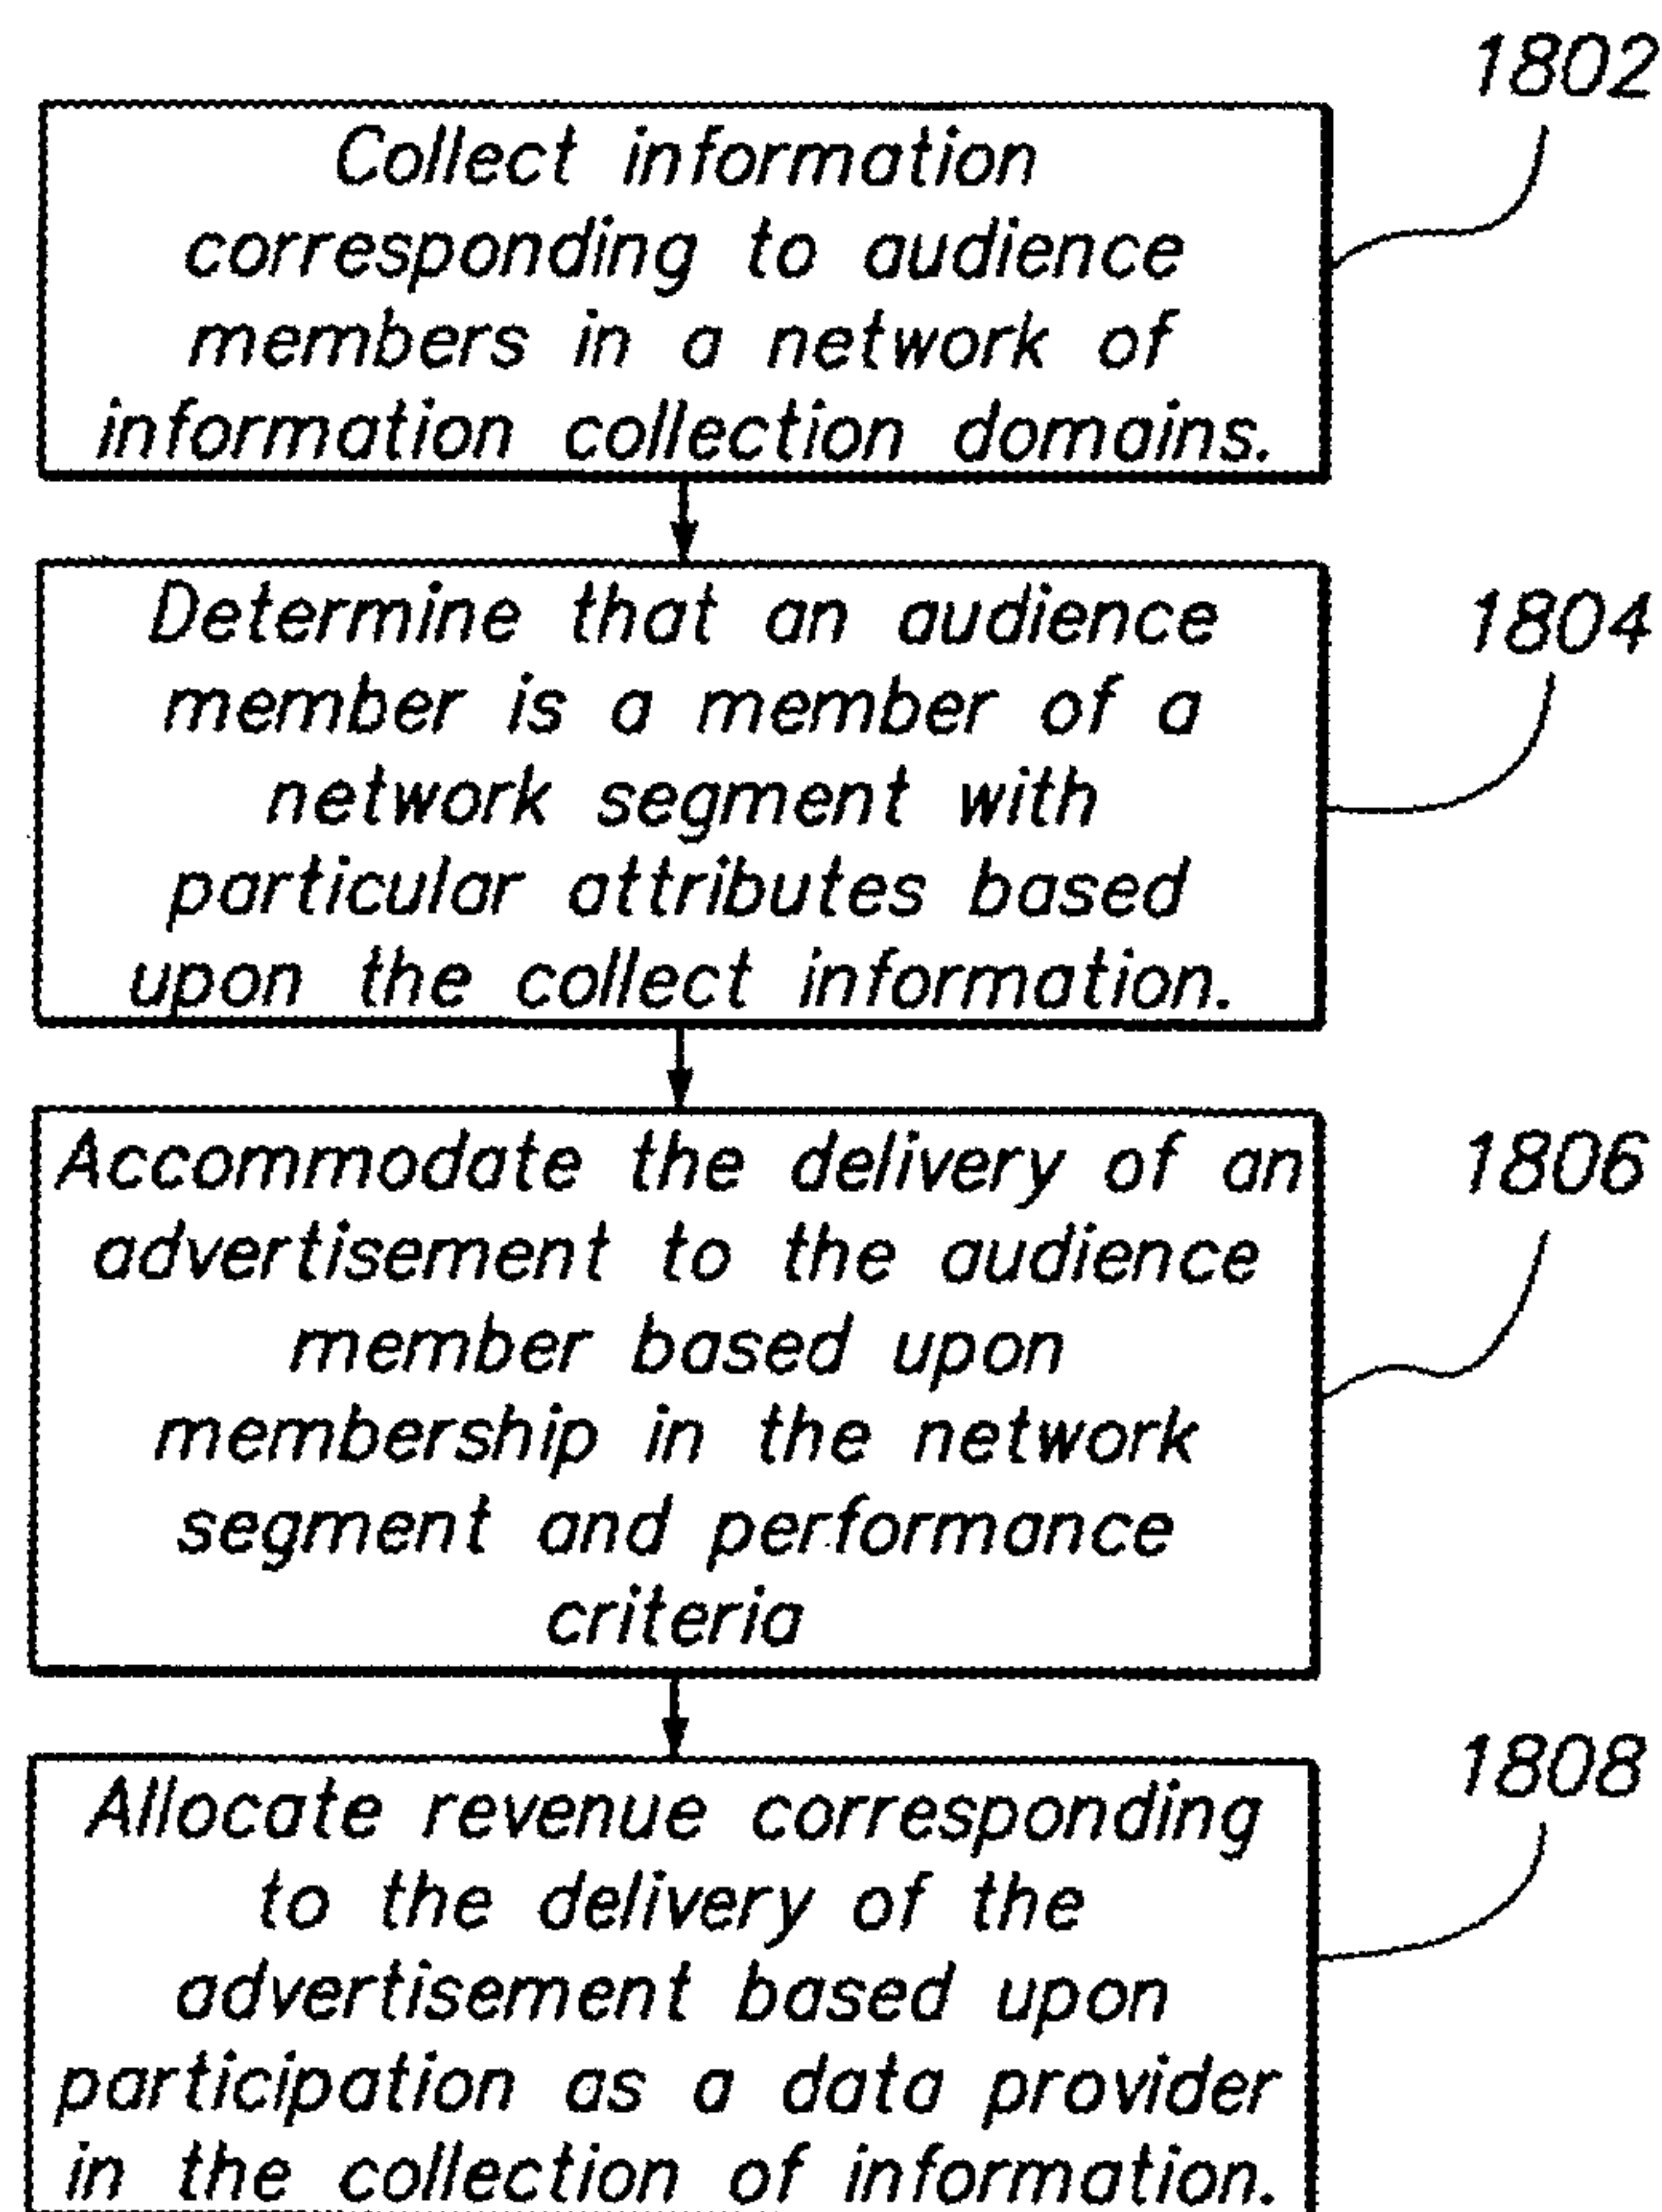 1802
Collect information
corresponding to audience
members in a network of
information collection domains.
1804
Determine that an audience
member is a member of a
network segment with
particular attributes based
upon the collect information.
1806
Accommodate the delivery of an
advertisement to the audience
member based upon
membership in the network
segment and performance
criteria
1808
Allocate revenue corresponding
to the delivery of the
advertisement based upon
participation as a data provider
in the collection of information.